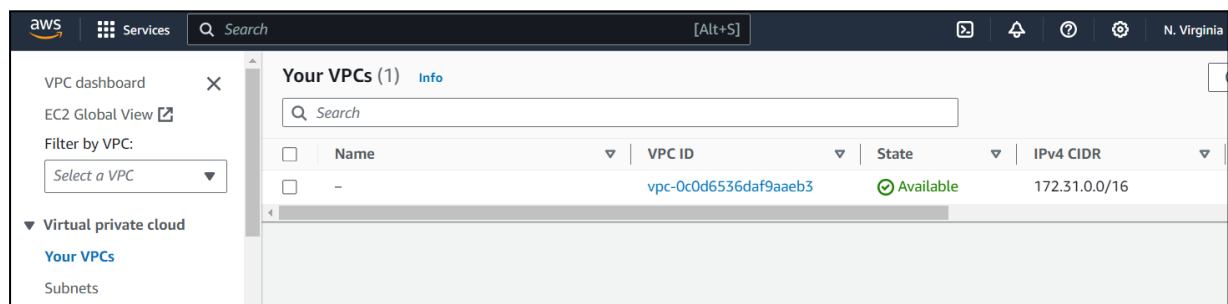 aws Services Search [Alt+S] N. Virginia
VPC dashboard
EC2 Global View
Filter by VPC:
Select a VPC
Virtual private cloud
Your VPCs
Subnets
Your VPCs (1) Info
Search
Name VPC ID State IPv4 CIDR
– vpc-0c0d6536daf9aaeb3 Available 172.31.0.0/16